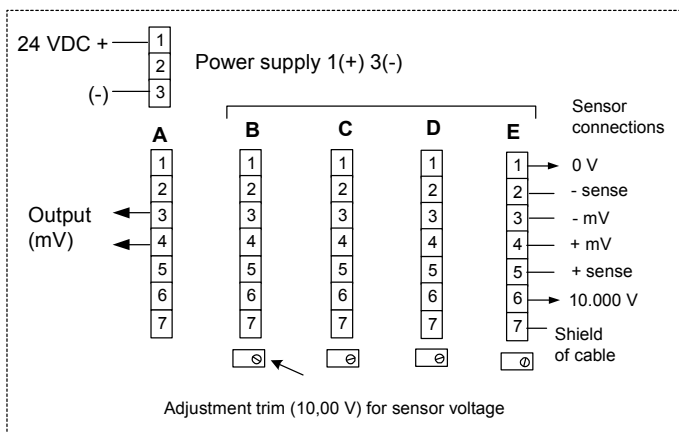 24 VDC +
1
2
Power supply 1(+) 3(-)
(-)
3
Sensor
connections
A B C D E
1 1 1 1 1 0 V
2 2 2 2 2 - sense
Output
(mV)
3 3 3 3 3 - mV
4 4 4 4 4 + mV
5 5 5 5 5 + sense
6 6 6 6 6 10.000 V
7 7 7 7 7 Shield
of cable
Adjustment trim (10,00 V) for sensor voltage